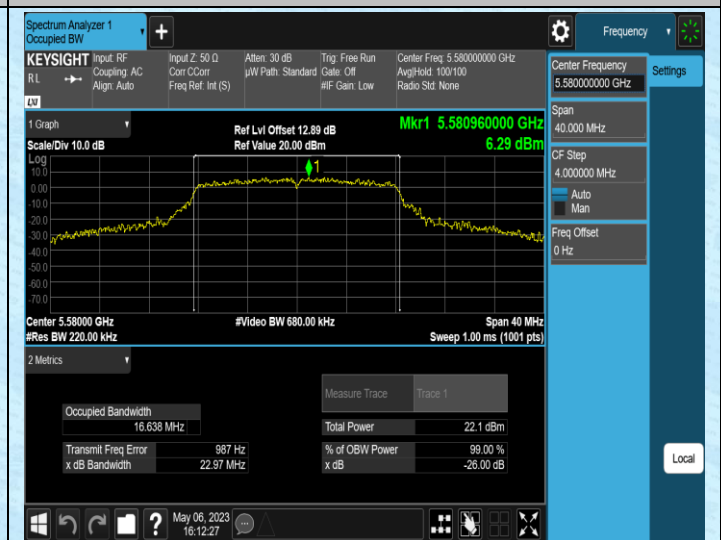 Spectrum Analyzer 1
Occupied BW
+
Frequency
KEYSIGHT
R L
LXI
Input: RF
Coupling: AC
Align: Auto
Input Z: 50 Ω
Corr CCorr
Freq Ref: Int (S)
Atten: 30 dB
µW Path: Standard
Trig: Free Run
Gate: Off
#IF Gain: Low
Center Freq: 5.580000000 GHz
Avg|Hold: 100/100
Radio Std: None
Center Frequency
5.580000000 GHz
Settings
Span
40.000 MHz
CF Step
4.000000 MHz
Auto
Man
Freq Offset
0 Hz
1 Graph
Scale/Div 10.0 dB
Ref Lvl Offset 12.89 dB
Ref Value 20.00 dBm
Mkr1 5.580960000 GHz
6.29 dBm
Log
10.0
0.00
-10.0
-20.0
-30.0
-40.0
-50.0
-60.0
-70.0
1
Center 5.58000 GHz
#Res BW 220.00 kHz
#Video BW 680.00 kHz
Span 40 MHz
Sweep 1.00 ms (1001 pts)
2 Metrics
Measure Trace Trace 1
Occupied Bandwidth
16.638 MHz
Total Power 22.1 dBm
Transmit Freq Error 987 Hz
% of OBW Power 99.00 %
x dB Bandwidth 22.97 MHz
x dB -26.00 dB
Local
?
May 06, 2023
16:12:27